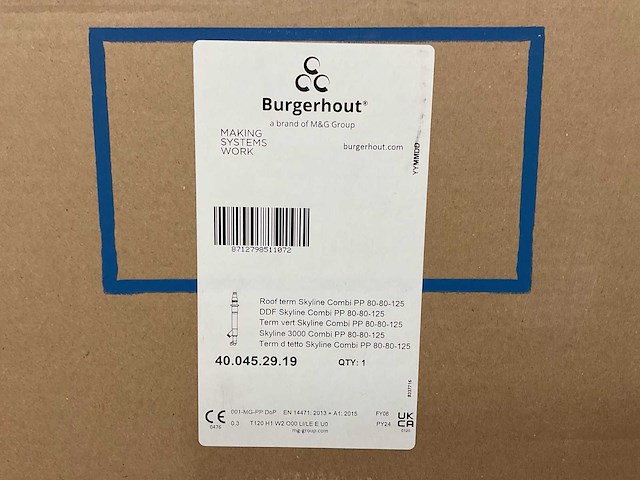 Burgerhout®
a brand of M&G Group
MAKING
SYSTEMS
WORK
burgerhout.com
YYMMDD
8712798511072
Roof term Skyline Combi PP 80-80-125
DDF Skyline Combi PP 80-80-125
Term vert Skyline Combi PP 80-80-125
Skyline 3000 Combi PP 80-80-125
Term d tetto Skyline Combi PP 80-80-125
40.045.29.19 QTY: 1
CE 001-MG-PP DoP EN 14471: 2013 + A1: 2015 FY06 UK
0476 0.3 T120 H1 W2 O00 LI/LE E U0 PY24 CA
mg-group.com 0120